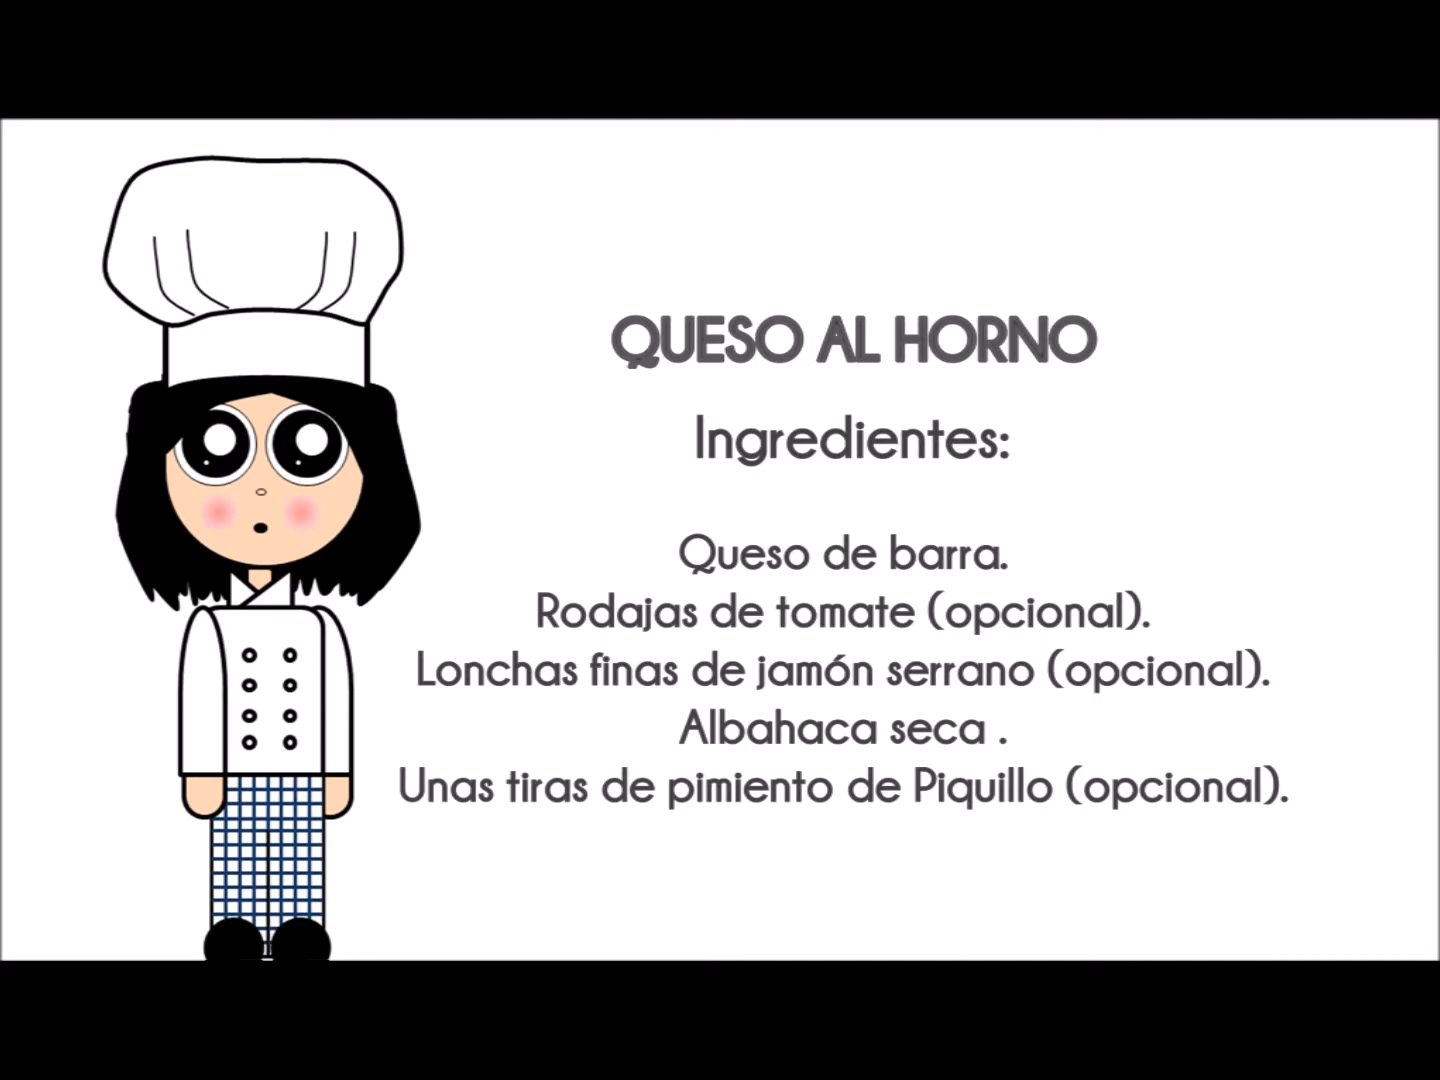 QUESO AL HORNO
Ingredientes:
Queso de barra.
Rodajas de tomate (opcional).
Lonchas finas de jamón serrano (opcional).
Albahaca seca .
Unas tiras de pimiento de Piquillo (opcional).